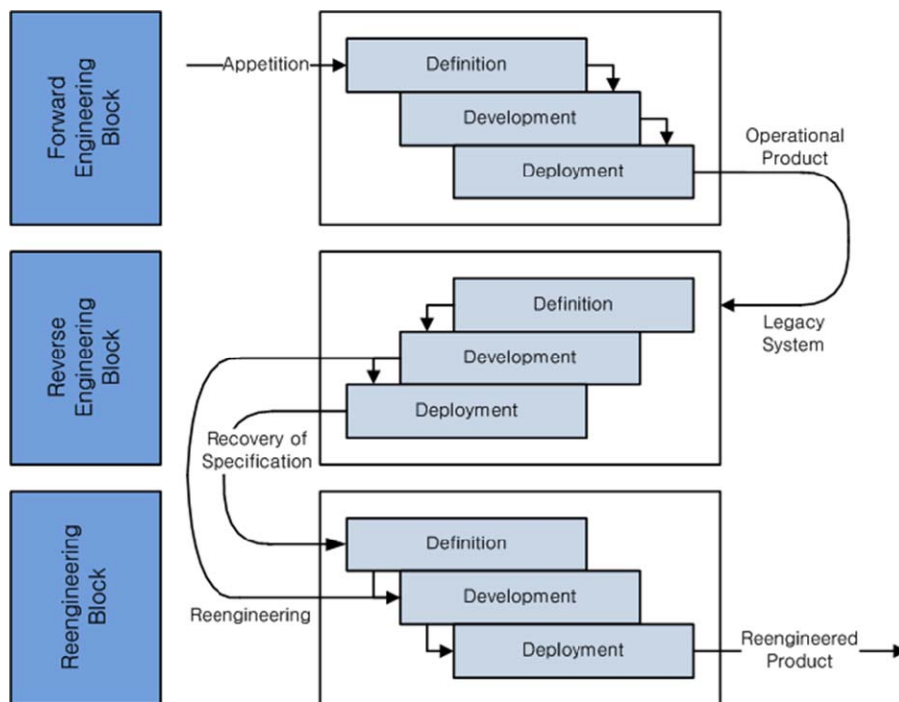 Forward
Engineering
Block
Appetition
Definition
Development
Deployment
Operational
Product
Reverse
Engineering
Block
Definition
Development
Deployment
Legacy
System
Recovery of
Specification
Reengineering
Block
Definition
Development
Deployment
Reengineering
Reengineered
Product